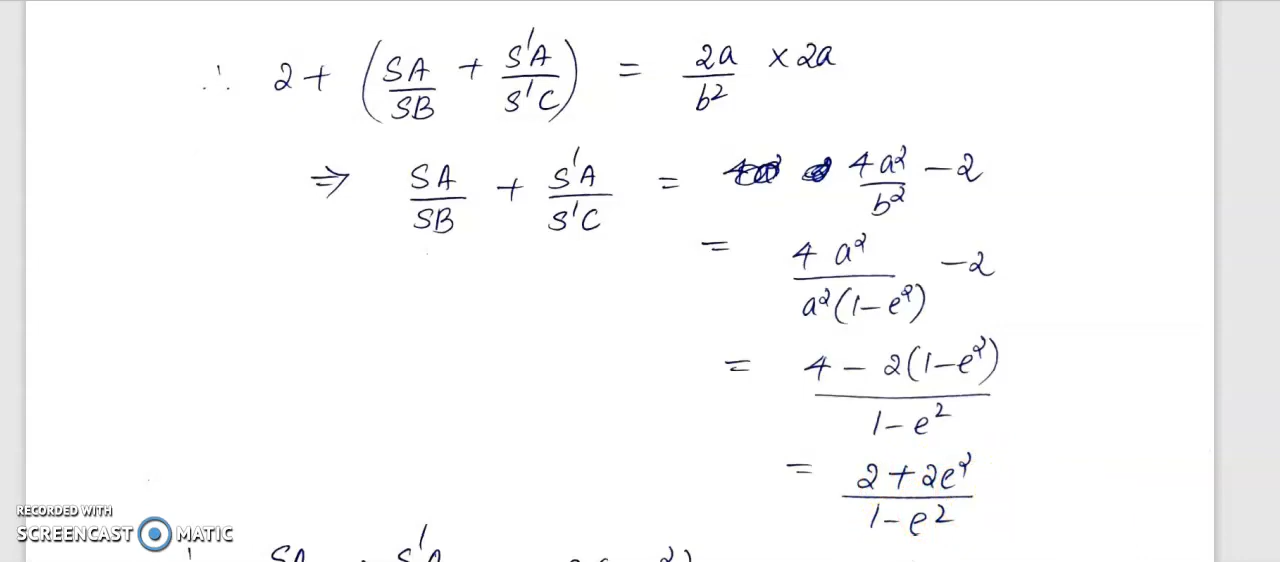 ∴ 2 + (SA/SB + S'A/S'C) = 2a/b² × 2a
⇒ SA/SB + S'A/S'C = 4a²/b² − 2
= 4a²/a²(1−e²) − 2
= 4 − 2(1−e²)/1−e²
= 2 + 2e²/1−e²
RECORDED WITH
SCREENCAST MATIC
SA S'A